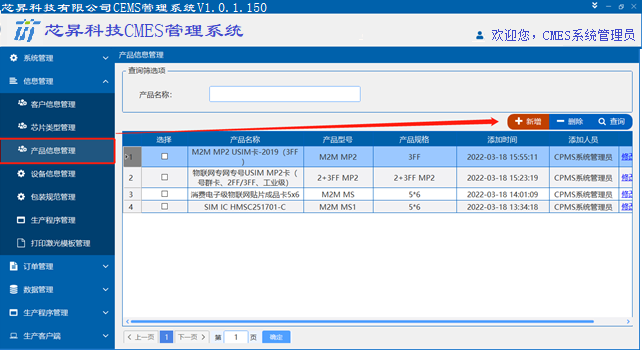 芯昇科技有限公司CEMS管理系统V1.0.1.150
芯昇科技CMES管理系统
欢迎您, CMES系统管理员
系统管理
信息管理
客户信息管理
芯片类型管理
产品信息管理
设备信息管理
包装规范管理
生产程序管理
打印激光模板管理
订单管理
数据管理
生产程序管理
生产客户端
产品信息管理
查询筛选项
产品名称:
新增 删除 查询
选择 产品名称 产品型号 产品规格 添加时间 添加人员
1 M2M MP2 USIM卡-2019（3FF
） M2M MP2 3FF 2022-03-18 15:55:11 CPMS系统管理员 修改
2 物联网专网专号USIM MP2卡（
号群卡、2FF/3FF、工业级） 2+3FF MP2 2+3FF MP2 2022-03-18 15:23:19 CPMS系统管理员 修改
3 消费电子级物联网贴片成品卡5x6 M2M MS 5*6 2022-03-18 14:01:09 CPMS系统管理员 修改
4 SIM IC HMSC251701-C M2M MS1 5*6 2022-03-18 13:34:18 CPMS系统管理员 修改
上一页 1 下一页 第 1 页 确定